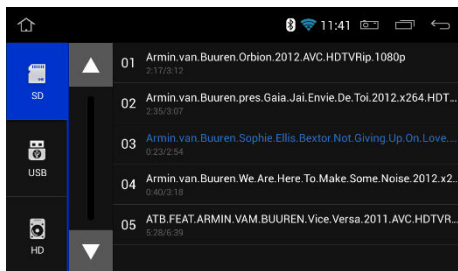 11:41
SD
USB
HD
01 Armin.van.Buuren.Orbion.2012.AVC.HDTVRip.1080p
2:17/3:12
02 Armin.van.Buuren.pres.Gaia.Jai.Envie.De.Toi.2012.x264.HDT...
2:35/3:07
03 Armin.van.Buuren.Sophie.Ellis.Bextor.Not.Giving.Up.On.Love....
0:23/2:54
04 Armin.van.Buuren.We.Are.Here.To.Make.Some.Noise.2012.x2...
0:40/3:18
05 ATB.FEAT.ARMIN.VAM.BUUREN.Vice.Versa.2011.AVC.HDTVR...
5:28/6:39